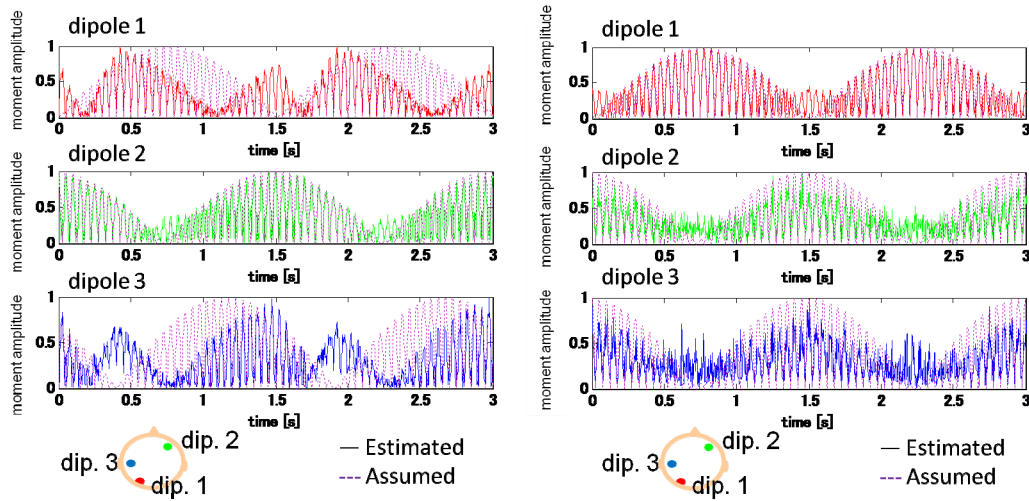 dipole 1
moment amplitude
1
0.5
0
0 0.5 1 1.5 2 2.5 3
time [s]
dipole 2
moment amplitude
1
0.5
0
0 0.5 1 1.5 2 2.5 3
time [s]
dipole 3
moment amplitude
1
0.5
0
0 0.5 1 1.5 2 2.5 3
time [s]
dip. 2
dip. 3
dip. 1
Estimated
Assumed
dipole 1
moment amplitude
1
0.5
0
0 0.5 1 1.5 2 2.5 3
time [s]
dipole 2
moment amplitude
1
0.5
0
0 0.5 1 1.5 2 2.5 3
time [s]
dipole 3
moment amplitude
1
0.5
0
0 0.5 1 1.5 2 2.5 3
time [s]
dip. 2
dip. 3
dip. 1
Estimated
Assumed